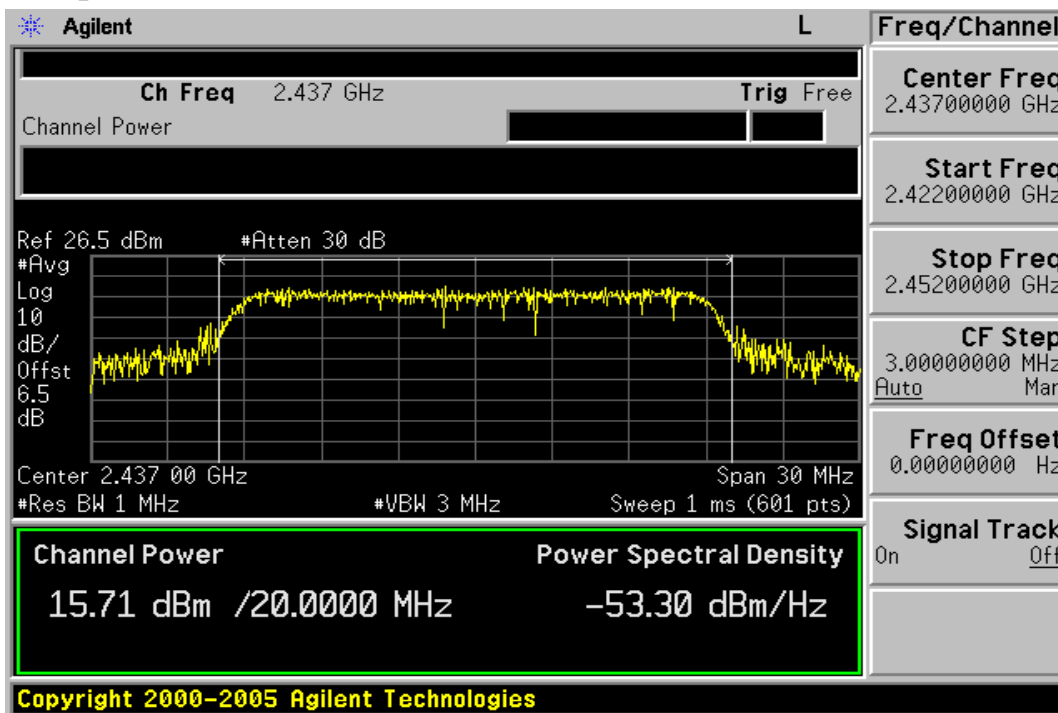 Agilent L Freq/Channel
Ch Freq 2.437 GHz Trig Free
Channel Power
Center Freq
2.43700000 GHz
Start Freq
2.42200000 GHz
Stop Freq
2.45200000 GHz
CF Step
3.00000000 MHz
Auto Man
Freq Offset
0.00000000 Hz
Signal Track
On Off
Ref 26.5 dBm #Atten 30 dB
#Avg
Log
10
dB/
Offst
6.5
dB
Center 2.437 00 GHz Span 30 MHz
#Res BW 1 MHz #VBW 3 MHz Sweep 1 ms (601 pts)
Channel Power Power Spectral Density
15.71 dBm /20.0000 MHz -53.30 dBm/Hz
Copyright 2000-2005 Agilent Technologies